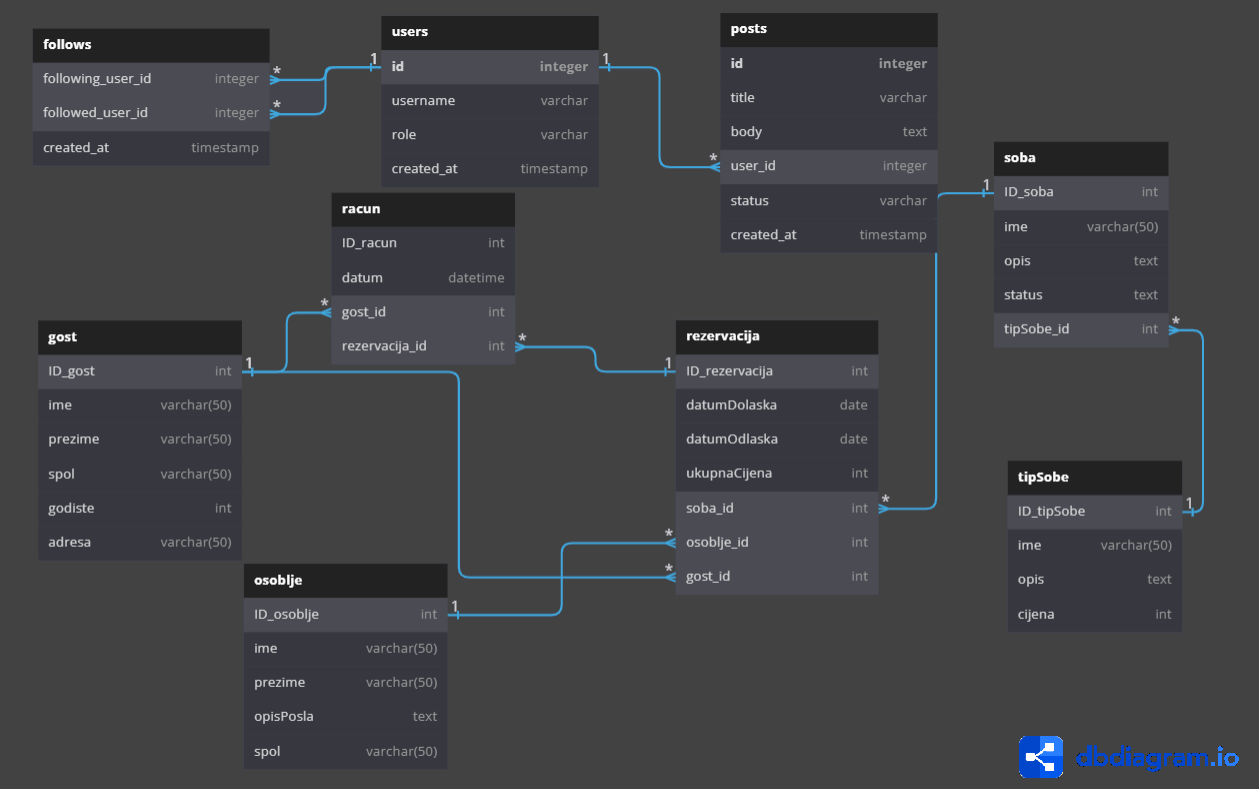 follows
following_user_id integer
followed_user_id integer
created_at timestamp
* 
*
1
users
id integer
username varchar
role varchar
created_at timestamp
1
*
posts
id integer
title varchar
body text
user_id integer
status varchar
created_at timestamp
1
soba
ID_soba int
ime varchar(50)
opis text
status text
tipSobe_id int
*
racun
ID_racun int
datum datetime
gost_id int
rezervacija_id int
*
*
1
gost
ID_gost int
ime varchar(50)
prezime varchar(50)
spol varchar(50)
godiste int
adresa varchar(50)
1
rezervacija
ID_rezervacija int
datumDolaska date
datumOdlaska date
ukupnaCijena int
soba_id int
osoblje_id int
gost_id int
*
*
*
tipSobe
ID_tipSobe int
ime varchar(50)
opis text
cijena int
1
osoblje
ID_osoblje int
ime varchar(50)
prezime varchar(50)
opisPosla text
spol varchar(50)
1
dbdiagram.io